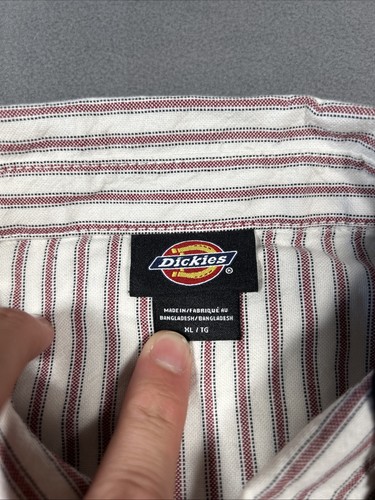 Dickies
®
MADE IN/FABRIQUÉ AU
BANGLADESH/BANGLADESH
XL / TG